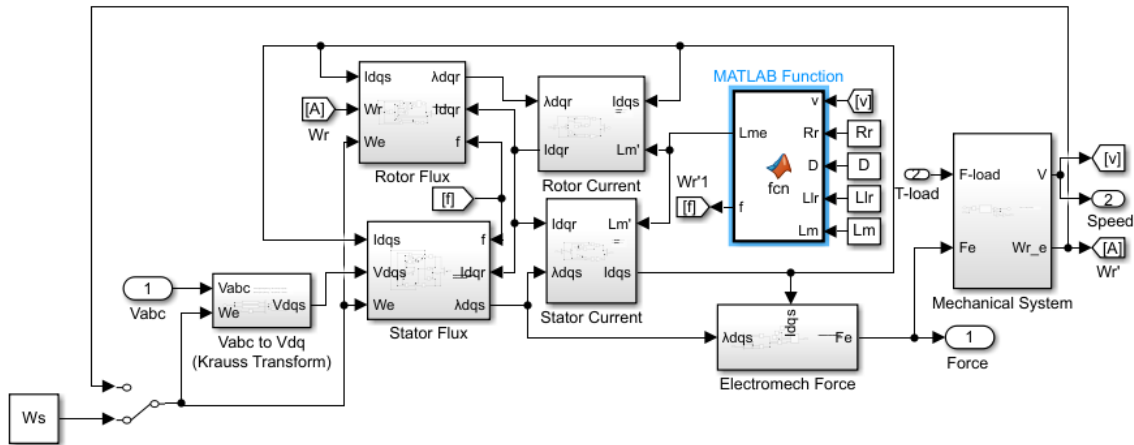 Idqs
λdqr
[A]
Wr
Idqr
Wr
We
f
Rotor Flux
λdqr
Idqs
Idqr
Lm'
Rotor Current
MATLAB Function
v
Lme
Rr
D
fcn
Llr
f
Lm
[v]
Rr
D
Llr
Lm
Wr'1
[f]
[f]
Idqs
f
Vdqs
Idqr
We
λdqs
Stator Flux
Idqr
Lm'
λdqs
Idqs
Stator Current
2
T-load
F-load
V
Fe
Wr_e
Mechanical System
[v]
2
Speed
[A]
Wr'
1
Vabc
Vabc
Vdqs
We
Vabc to Vdq
(Krauss Transform)
Idqs
λdqs
Fe
Electromech Force
1
Force
Ws